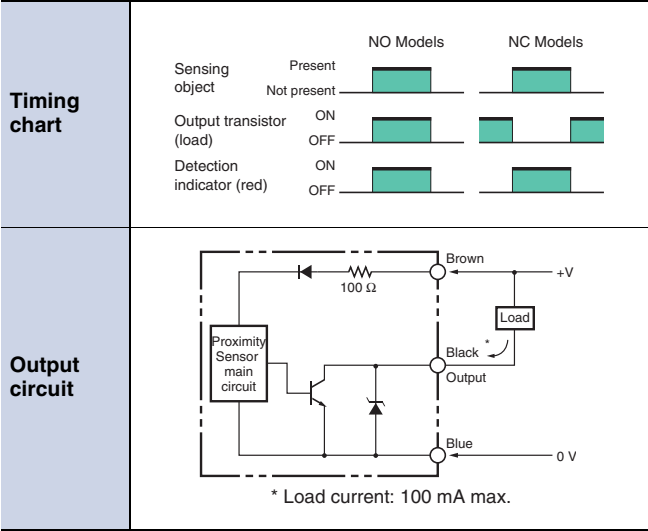 Timing
chart
NO Models
NC Models
Sensing
object
Present
Not present
Output transistor
(load)
ON
OFF
Detection
indicator (red)
ON
OFF
Output
circuit
Proximity
Sensor
main
circuit
100 Ω
Brown
+V
Load
*
Black
Output
Blue
0 V
* Load current: 100 mA max.